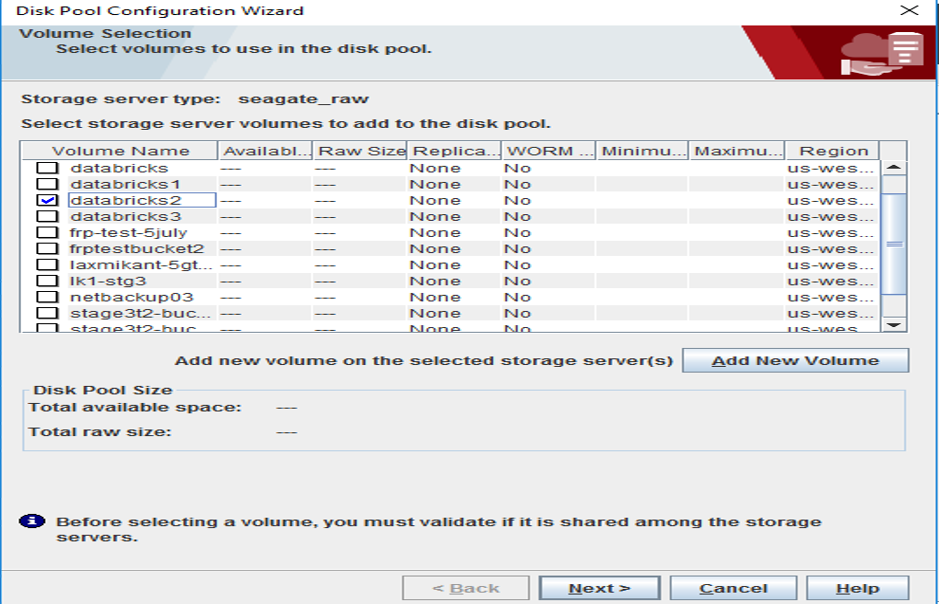 Disk Pool Configuration Wizard
Volume Selection
Select volumes to use in the disk pool.
Storage server type: seagate_raw
Select storage server volumes to add to the disk pool.
Volume Name Availabl... Raw Size Replica... WORM ... Minimu... Maximu... Region
databricks --- --- None No us-wes...
databricks1 --- --- None No us-wes...
databricks2 --- --- None No us-wes...
databricks3 --- --- None No us-wes...
frp-test-5july --- --- None No us-wes...
frptestbucket2 --- --- None No us-wes...
laxmikant-5gt... --- --- None No us-wes...
lk1-stg3 --- --- None No us-wes...
netbackup03 --- --- None No us-wes...
stage3t2-buc... --- --- None No us-wes...
stage3t2-buc --- --- None No us-wes
Add new volume on the selected storage server(s) Add New Volume
Disk Pool Size
Total available space: ---
Total raw size: ---
Before selecting a volume, you must validate if it is shared among the storage
servers.
< Back Next > Cancel Help